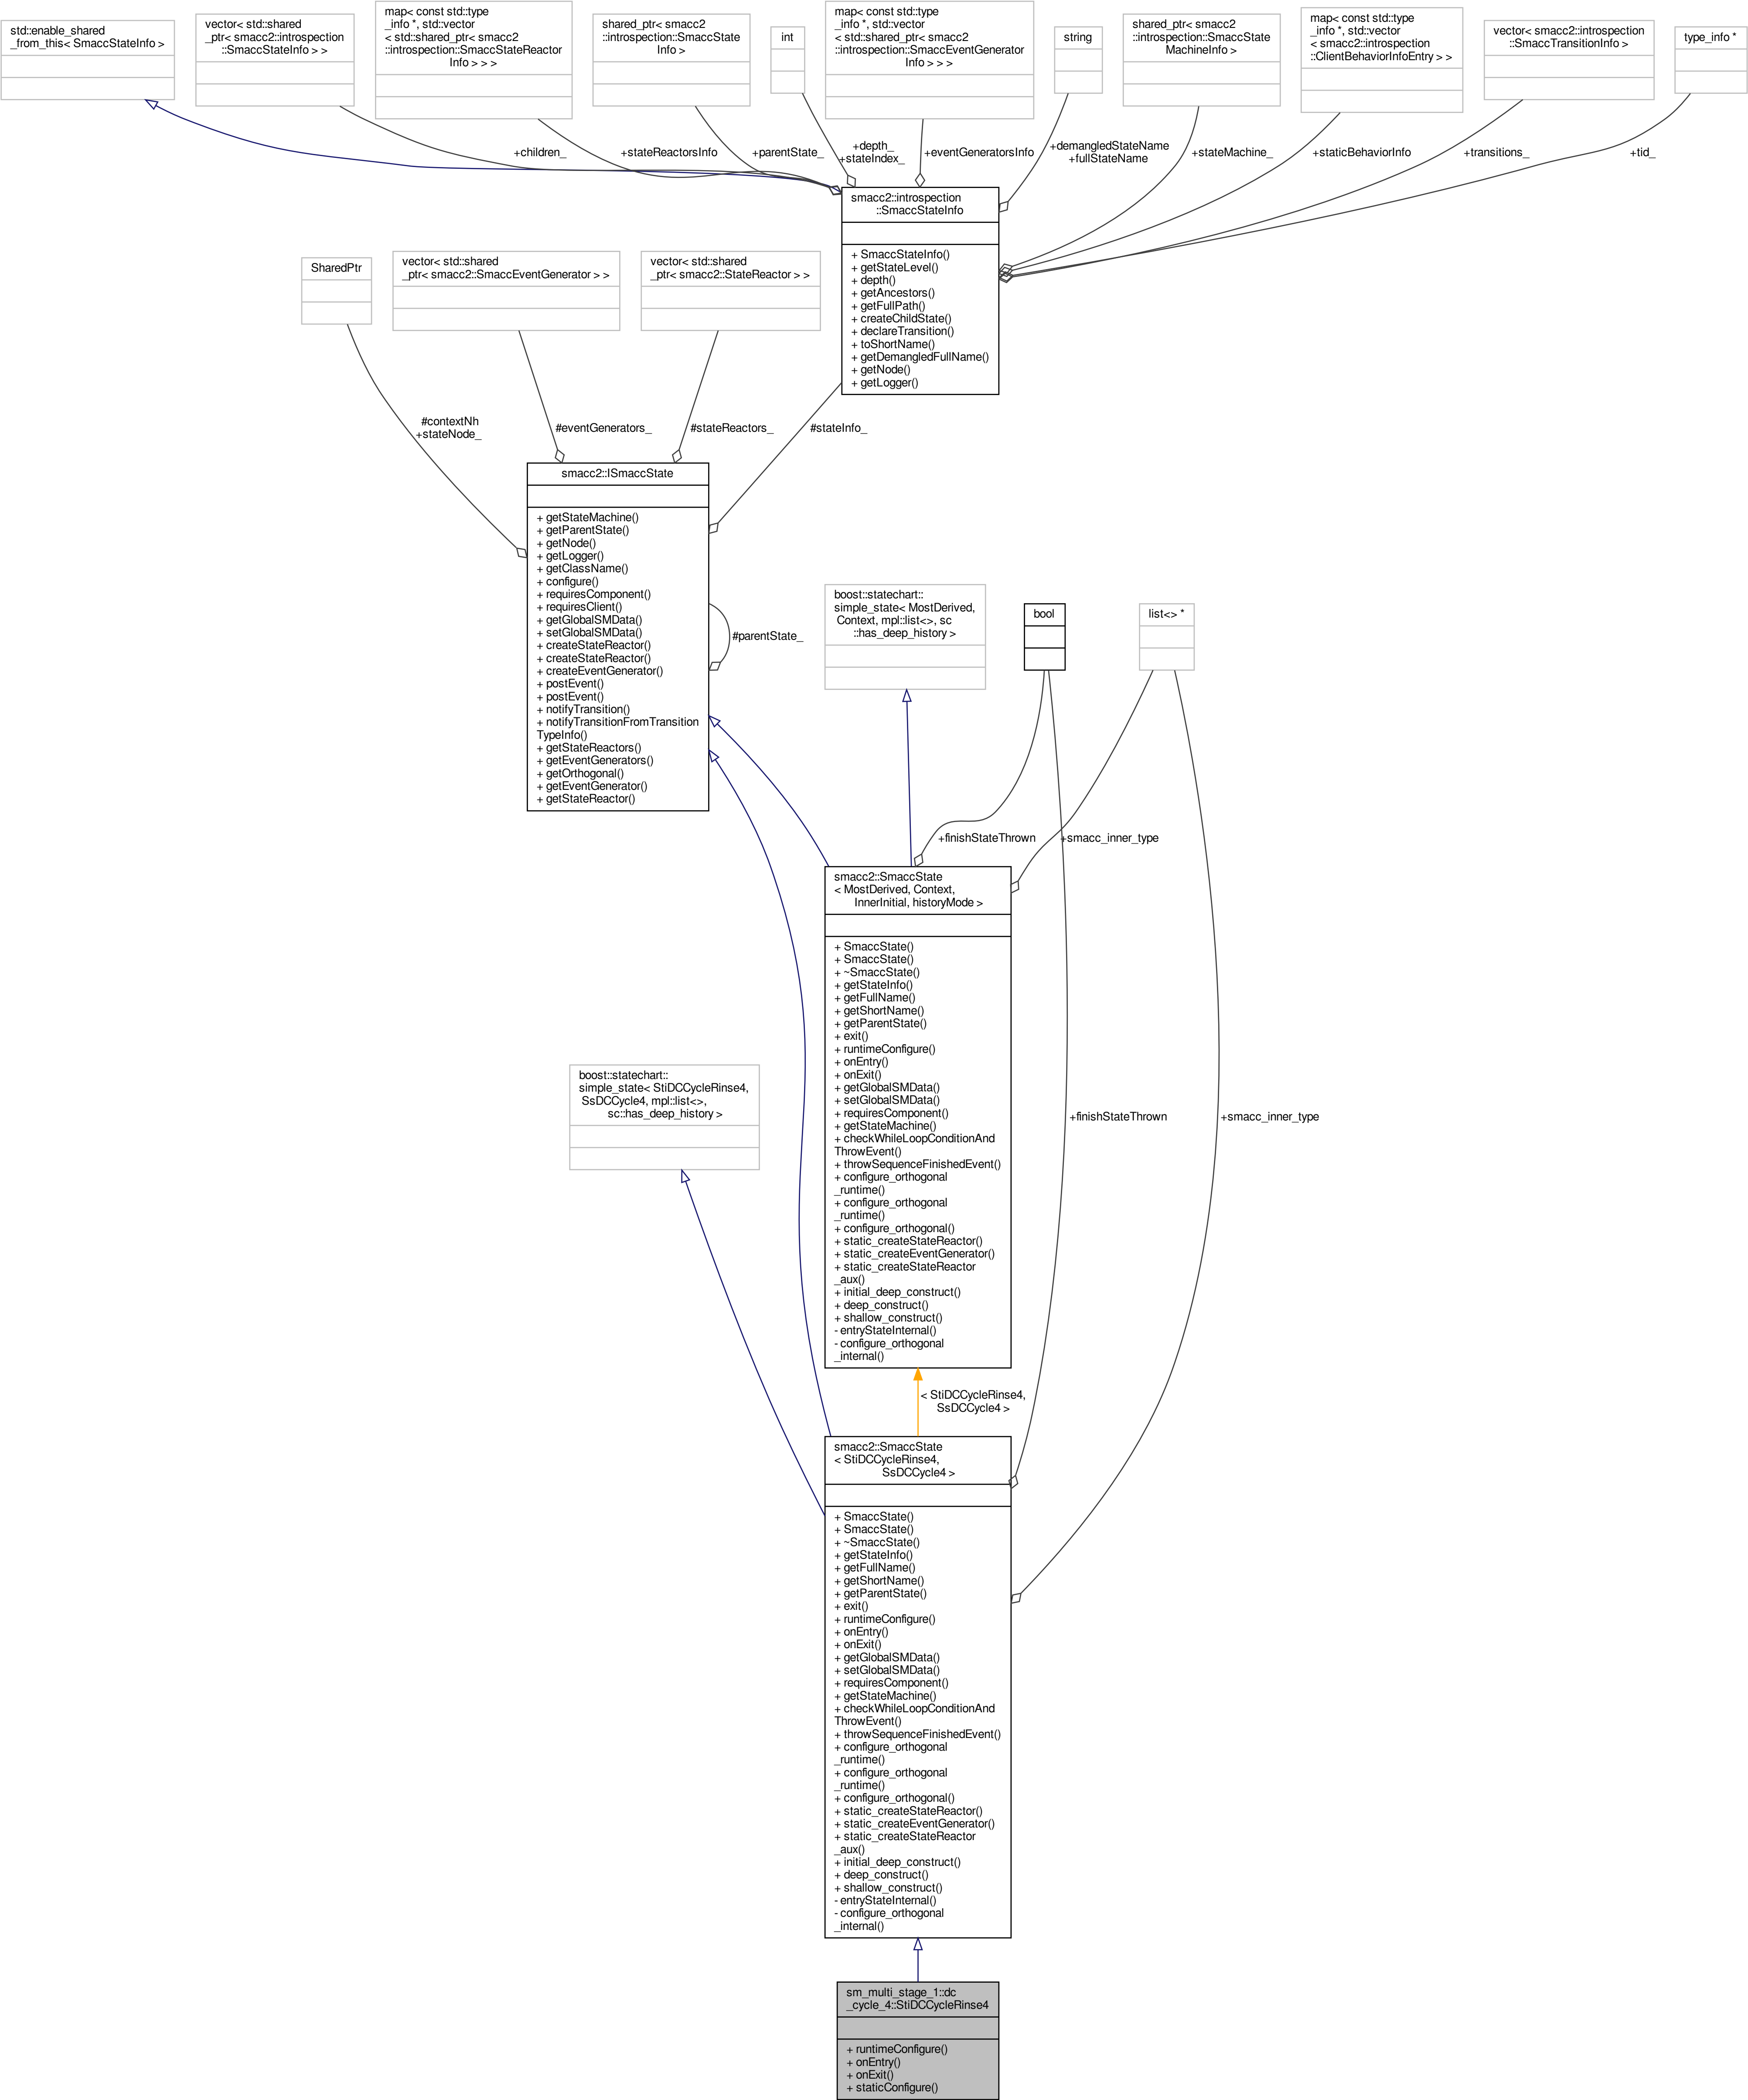 std::enable_shared
_from_this< SmaccStateInfo >
vector< std::shared
_ptr< smacc2::introspection
::SmaccStateInfo > >
map< const std::type
_info *, std::vector
< std::shared_ptr< smacc2
::introspection::SmaccStateReactor
Info > > >
shared_ptr< smacc2
::introspection::SmaccState
Info >
int
map< const std::type
_info *, std::vector
< std::shared_ptr< smacc2
::introspection::SmaccEventGenerator
Info > > >
string
shared_ptr< smacc2
::introspection::SmaccState
MachineInfo >
map< const std::type
_info *, std::vector
< smacc2::introspection
::ClientBehaviorInfoEntry > >
vector< smacc2::introspection
::SmaccTransitionInfo >
type_info *
+children_
+stateReactorsInfo
+parentState_
+depth_
+stateIndex_
+eventGeneratorsInfo
+demangledStateName
+fullStateName
+stateMachine_
+staticBehaviorInfo
+transitions_
+tid_
smacc2::introspection
::SmaccStateInfo
+ SmaccStateInfo()
+ getStateLevel()
+ depth()
+ getAncestors()
+ getFullPath()
+ createChildState()
+ declareTransition()
+ toShortName()
+ getDemangledFullName()
+ getNode()
+ getLogger()
SharedPtr
vector< std::shared
_ptr< smacc2::SmaccEventGenerator > >
vector< std::shared
_ptr< smacc2::StateReactor > >
#contextNh
+stateNode_
#eventGenerators_
#stateReactors_
#stateInfo_
smacc2::ISmaccState
+ getStateMachine()
+ getParentState()
+ getNode()
+ getLogger()
+ getClassName()
+ configure()
+ requiresComponent()
+ requiresClient()
+ getGlobalSMData()
+ setGlobalSMData()
+ createStateReactor()
+ createStateReactor()
+ createEventGenerator()
+ postEvent()
+ postEvent()
+ notifyTransition()
+ notifyTransitionFromTransition
TypeInfo()
+ getStateReactors()
+ getEventGenerators()
+ getOrthogonal()
+ getEventGenerator()
+ getStateReactor()
#parentState_
boost::statechart::
simple_state< MostDerived,
Context, mpl::list<>, sc
::has_deep_history >
bool
list<> *
+finishStateThrown
+smacc_inner_type
smacc2::SmaccState
< MostDerived, Context,
InnerInitial, historyMode >
+ SmaccState()
+ SmaccState()
+ ~SmaccState()
+ getStateInfo()
+ getFullName()
+ getShortName()
+ getParentState()
+ exit()
+ runtimeConfigure()
+ onEntry()
+ onExit()
+ getGlobalSMData()
+ setGlobalSMData()
+ requiresComponent()
+ getStateMachine()
+ checkWhileLoopConditionAnd
ThrowEvent()
+ throwSequenceFinishedEvent()
+ configure_orthogonal
_runtime()
+ configure_orthogonal
_runtime()
+ configure_orthogonal()
+ static_createStateReactor()
+ static_createEventGenerator()
+ static_createStateReactor
_aux()
+ initial_deep_construct()
+ deep_construct()
+ shallow_construct()
- entryStateInternal()
- configure_orthogonal
_internal()
boost::statechart::
simple_state< StiDCCycleRinse4,
SsDCCycle4, mpl::list<>,
sc::has_deep_history >
+finishStateThrown
+smacc_inner_type
< StiDCCycleRinse4,
SsDCCycle4 >
smacc2::SmaccState
< StiDCCycleRinse4,
SsDCCycle4 >
+ SmaccState()
+ SmaccState()
+ ~SmaccState()
+ getStateInfo()
+ getFullName()
+ getShortName()
+ getParentState()
+ exit()
+ runtimeConfigure()
+ onEntry()
+ onExit()
+ getGlobalSMData()
+ setGlobalSMData()
+ requiresComponent()
+ getStateMachine()
+ checkWhileLoopConditionAnd
ThrowEvent()
+ throwSequenceFinishedEvent()
+ configure_orthogonal
_runtime()
+ configure_orthogonal
_runtime()
+ configure_orthogonal()
+ static_createStateReactor()
+ static_createEventGenerator()
+ static_createStateReactor
_aux()
+ initial_deep_construct()
+ deep_construct()
+ shallow_construct()
- entryStateInternal()
- configure_orthogonal
_internal()
sm_multi_stage_1::dc
_cycle_4::StiDCCycleRinse4
+ runtimeConfigure()
+ onEntry()
+ onExit()
+ staticConfigure()